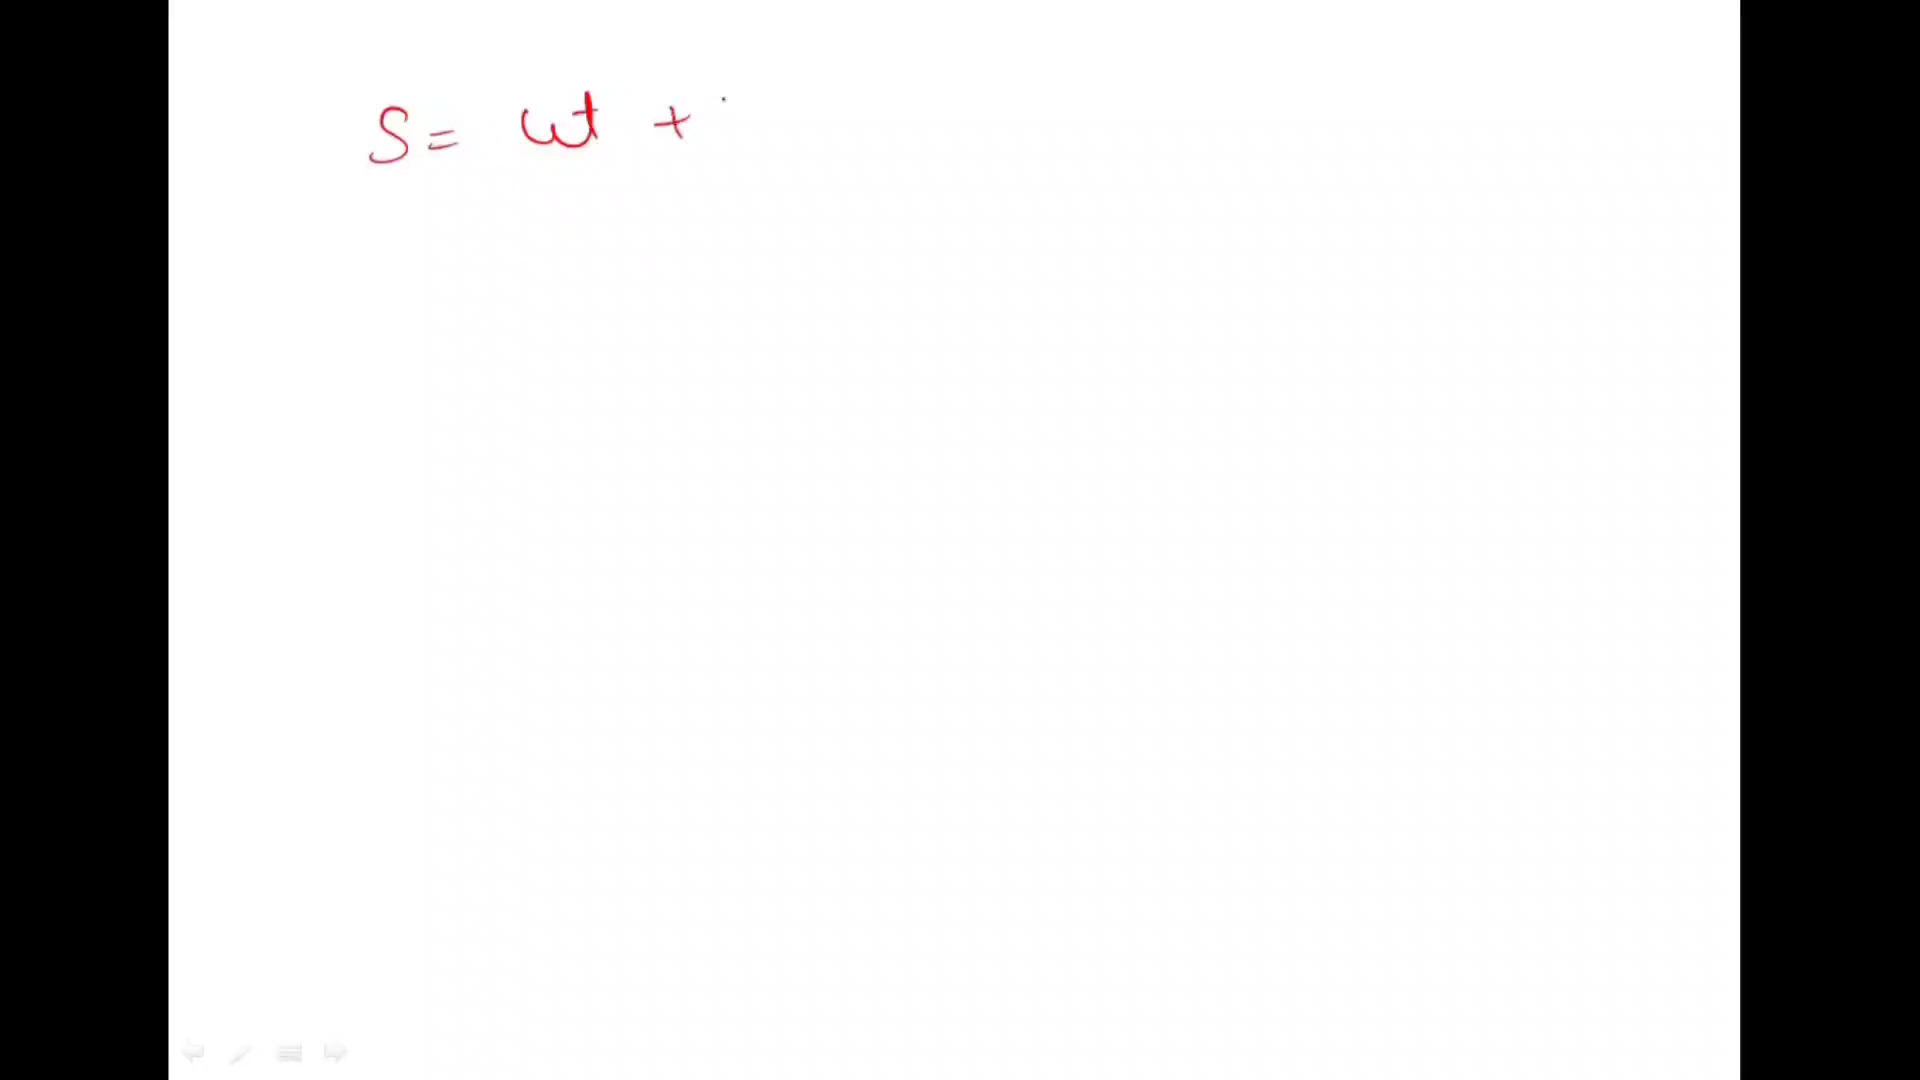 S = ωt +